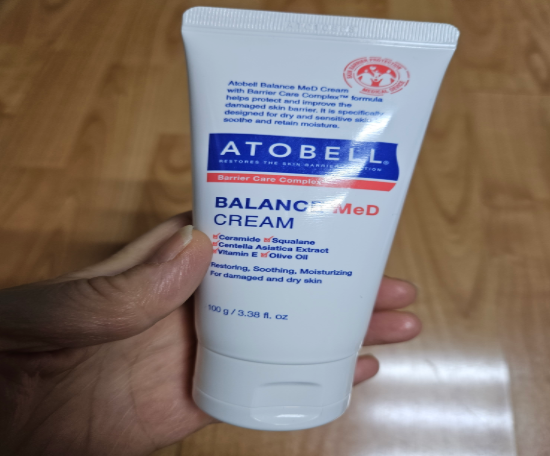 Atobell Balance MeD Cream
with Barrier Care Complex™ formula
helps protect and improve the
damaged skin barrier. It is specifically
designed for dry and sensitive skin
soothe and retain moisture.
ATOBELL®
RESTORES THE SKIN BARRIER
Barrier Care Complex
BALANCE MeD
CREAM
Ceramide Squalane
Centella Asiatica Extract
Vitamin E Olive Oil
Restoring, Soothing, Moisturizing
For damaged and dry skin
100 g / 3.38 fl. oz